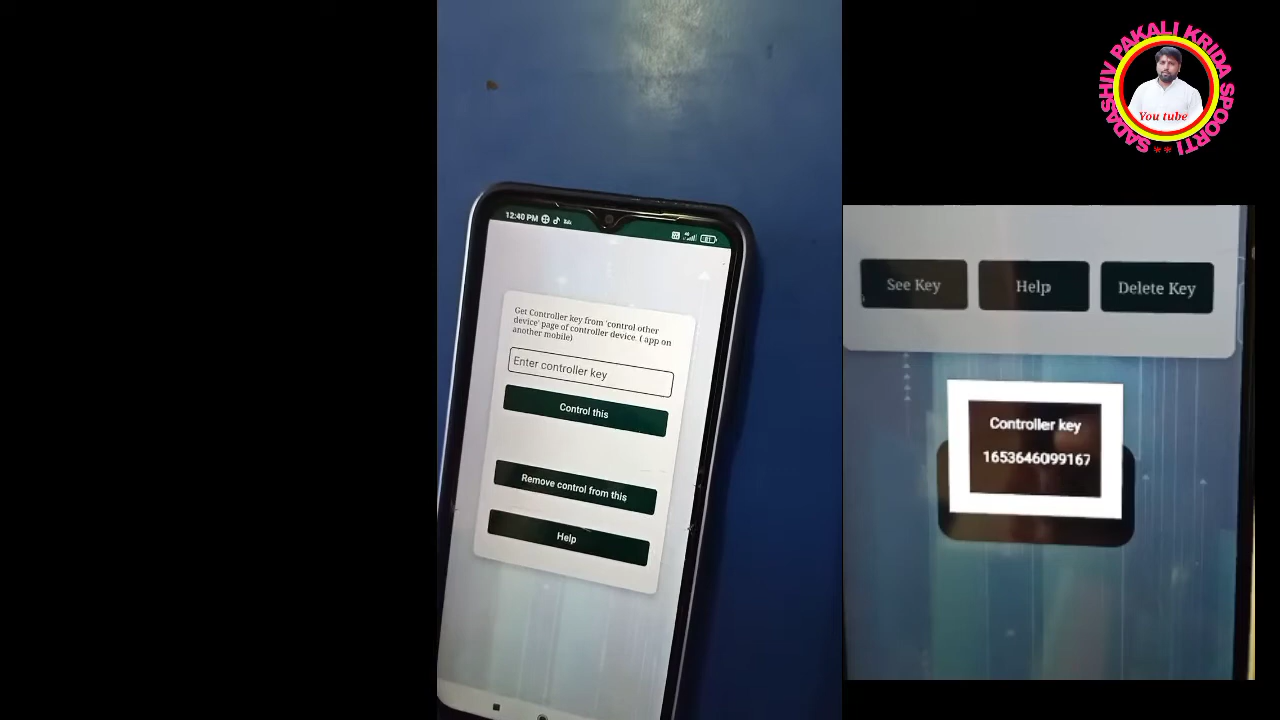 12:40 PM
81
Get Controller key from 'control other
device' page of controller device. ( app on
another mobile)
Enter controller key
Control this
Remove control from this
Help
SADASHIV PAKALI KRIDA SPOORTI **
You tube
See Key
Help
Delete Key
Controller key
1653646099167